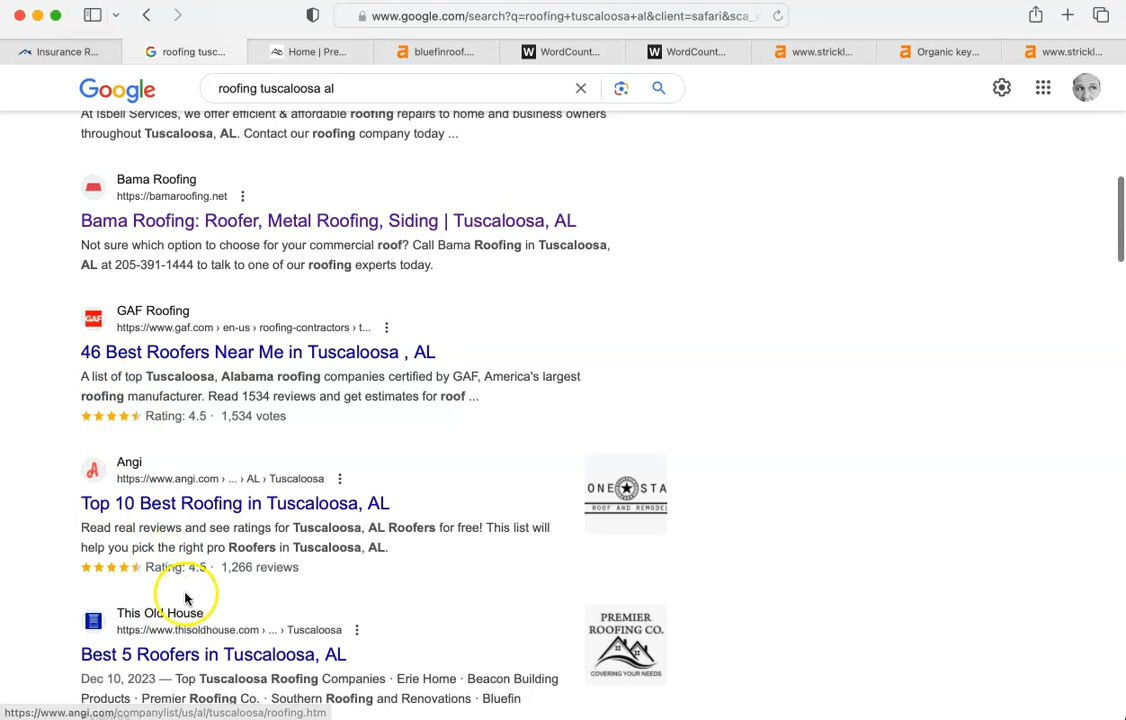 www.google.com/search?q=roofing+tuscaloosa+al&client=safari&sca_
Insurance R...
roofing tusc...
Home | Pre...
bluefinroof....
WordCount...
WordCount...
www.strickl...
Organic key...
www.strickl...
Google
roofing tuscaloosa al
At Isbell Services, we offer efficient & affordable roofing repairs to home and business owners
throughout Tuscaloosa, AL. Contact our roofing company today ...
Bama Roofing
https://bamaroofing.net
Bama Roofing: Roofer, Metal Roofing, Siding | Tuscaloosa, AL
Not sure which option to choose for your commercial roof? Call Bama Roofing in Tuscaloosa,
AL at 205-391-1444 to talk to one of our roofing experts today.
GAF
GAF Roofing
https://www.gaf.com › en-us › roofing-contractors › t...
46 Best Roofers Near Me in Tuscaloosa , AL
A list of top Tuscaloosa, Alabama roofing companies certified by GAF, America's largest
roofing manufacturer. Read 1534 reviews and get estimates for roof ...
Rating: 4.5 · 1,534 votes
Angi
https://www.angi.com › ... › AL › Tuscaloosa
Top 10 Best Roofing in Tuscaloosa, AL
Read real reviews and see ratings for Tuscaloosa, AL Roofers for free! This list will
help you pick the right pro Roofers in Tuscaloosa, AL.
Rating: 4.5 · 1,266 reviews
ONE STA
ROOF AND REMODEL
This Old House
https://www.thisoldhouse.com › ... › Tuscaloosa
Best 5 Roofers in Tuscaloosa, AL
Dec 10, 2023 — Top Tuscaloosa Roofing Companies · Erie Home · Beacon Building
Products · Premier Roofing Co. · Southern Roofing and Renovations · Bluefin
PREMIER
ROOFING CO.
COVERING YOUR NEEDS
https://www.angi.com/companylist/us/al/tuscaloosa/roofing.htm